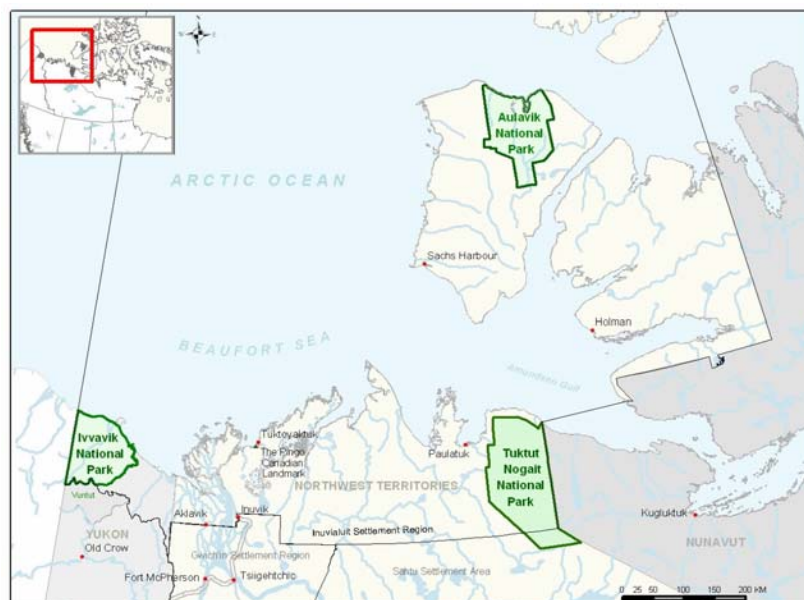 Aulavik
National
Park
ARCTIC OCEAN
Sachs Harbour
Holman
BEAUFORT SEA
Amundsen Gulf
Ivvavik
National
Park
Tuktoyaktuk
The Pingo
Canadian
Landmark
Paulatuk
Tuktut
Nogait
National
Park
NORTHWEST TERRITORIES
Vuntut
Aklavik
Inuvik
Inuvialuit Settlement Region
Kugluktuk
YUKON
Old Crow
Gwich'in Settlement Region
NUNAVUT
Fort McPherson
Tsiigehtchic
Sahtu Settlement Area
0 25 50 100 150 200 KM